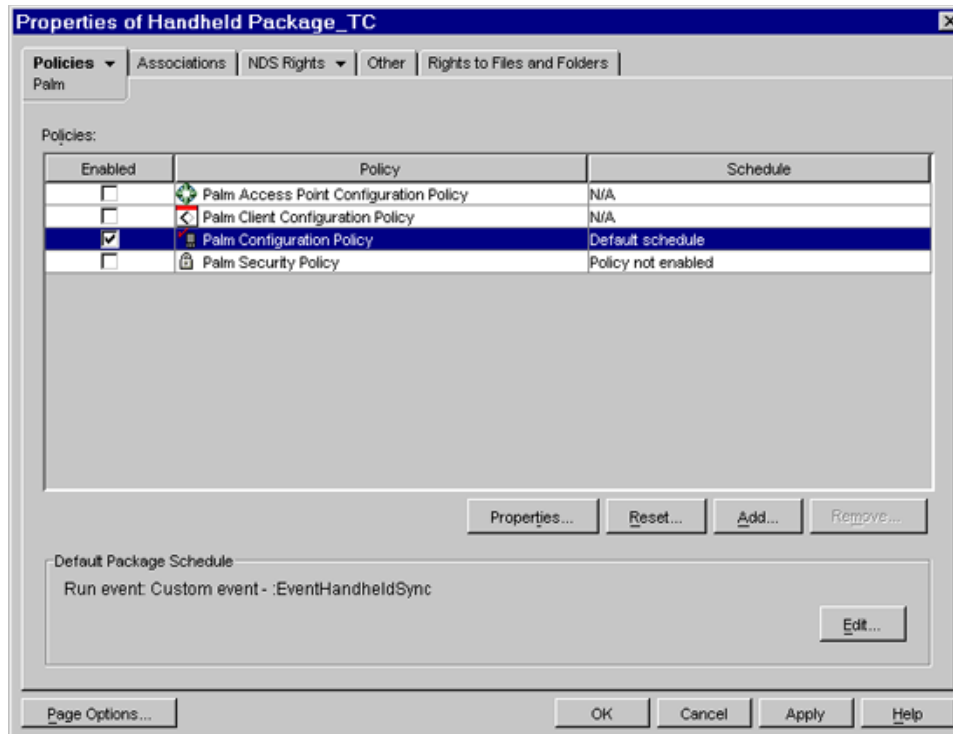 Properties of Handheld Package_TC
Policies Associations NDS Rights Other Rights to Files and Folders
Palm
Policies:
Enabled Policy Schedule
Palm Access Point Configuration Policy N/A
Palm Client Configuration Policy N/A
Palm Configuration Policy Default schedule
Palm Security Policy Policy not enabled
Properties... Reset... Add... Remove...
Default Package Schedule
Run event: Custom event - :EventHandheldSync
Edit...
Page Options... OK Cancel Apply Help